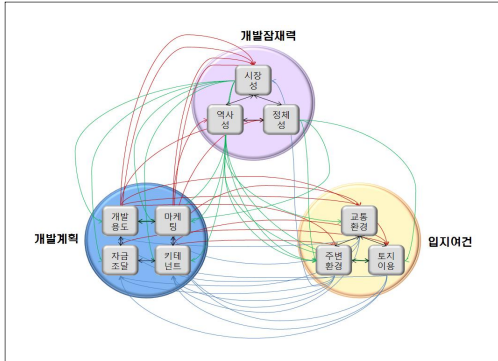 개발잠재력
시장
성
역사
성
정체
성
개발계획
개발
용도
마케
팅
자금
조달
키테
넌트
입지여건
교통
환경
주변
환경
토지
이용